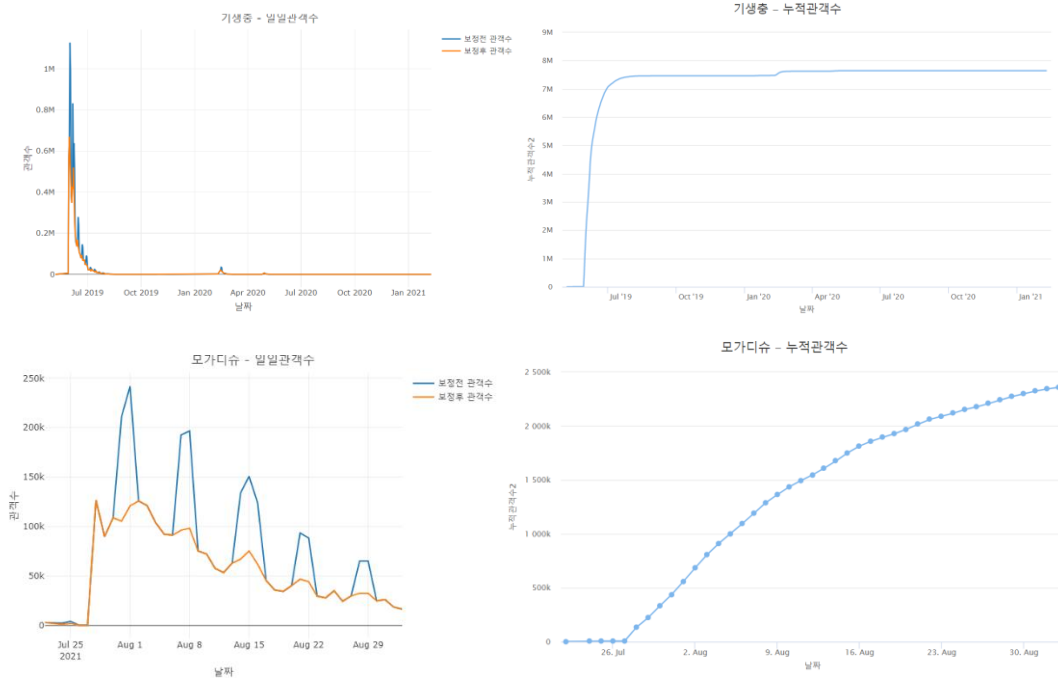 기생충 - 일일관객수
보정전 관객수
보정후 관객수
1M
0.8M
0.6M
0.4M
0.2M
0
관객수
Jul 2019 Oct 2019 Jan 2020 Apr 2020 Jul 2020 Oct 2020 Jan 2021
날짜
기생충 – 누적관객수
9M
8M
7M
6M
5M
4M
3M
2M
1M
0
누적관객수2
Jul '19 Oct '19 Jan '20 Apr '20 Jul '20 Oct '20 Jan '21
날짜
모가디슈 - 일일관객수
보정전 관객수
보정후 관객수
250k
200k
150k
100k
50k
0
관객수
Jul 25 Aug 1 Aug 8 Aug 15 Aug 22 Aug 29
2021
날짜
모가디슈 – 누적관객수
2 500k
2 000k
1 500k
1 000k
500k
0
누적관객수2
26. Jul 2. Aug 9. Aug 16. Aug 23. Aug 30. Aug
날짜